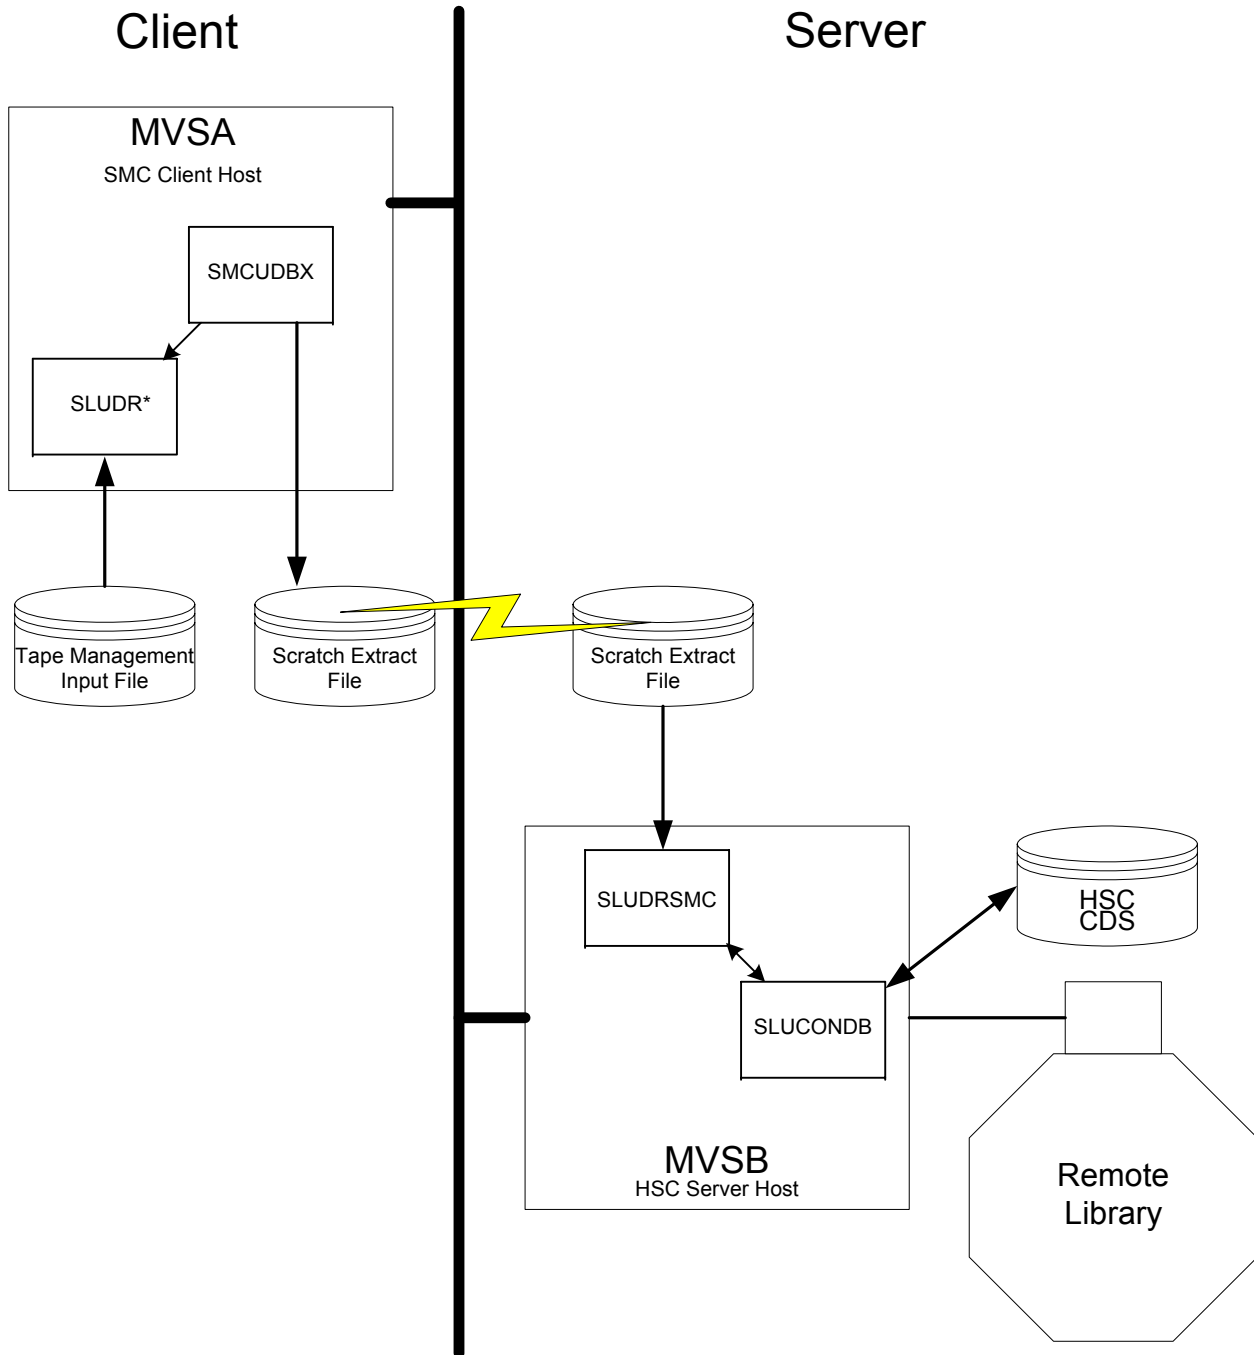 Client
Server
MVSA
SMC Client Host
SMCUDBX
SLUDR*
Tape Management
Input File
Scratch Extract
File
Scratch Extract
File
SLUDRSMC
HSC
CDS
SLUCONDB
MVSB
HSC Server Host
Remote
Library